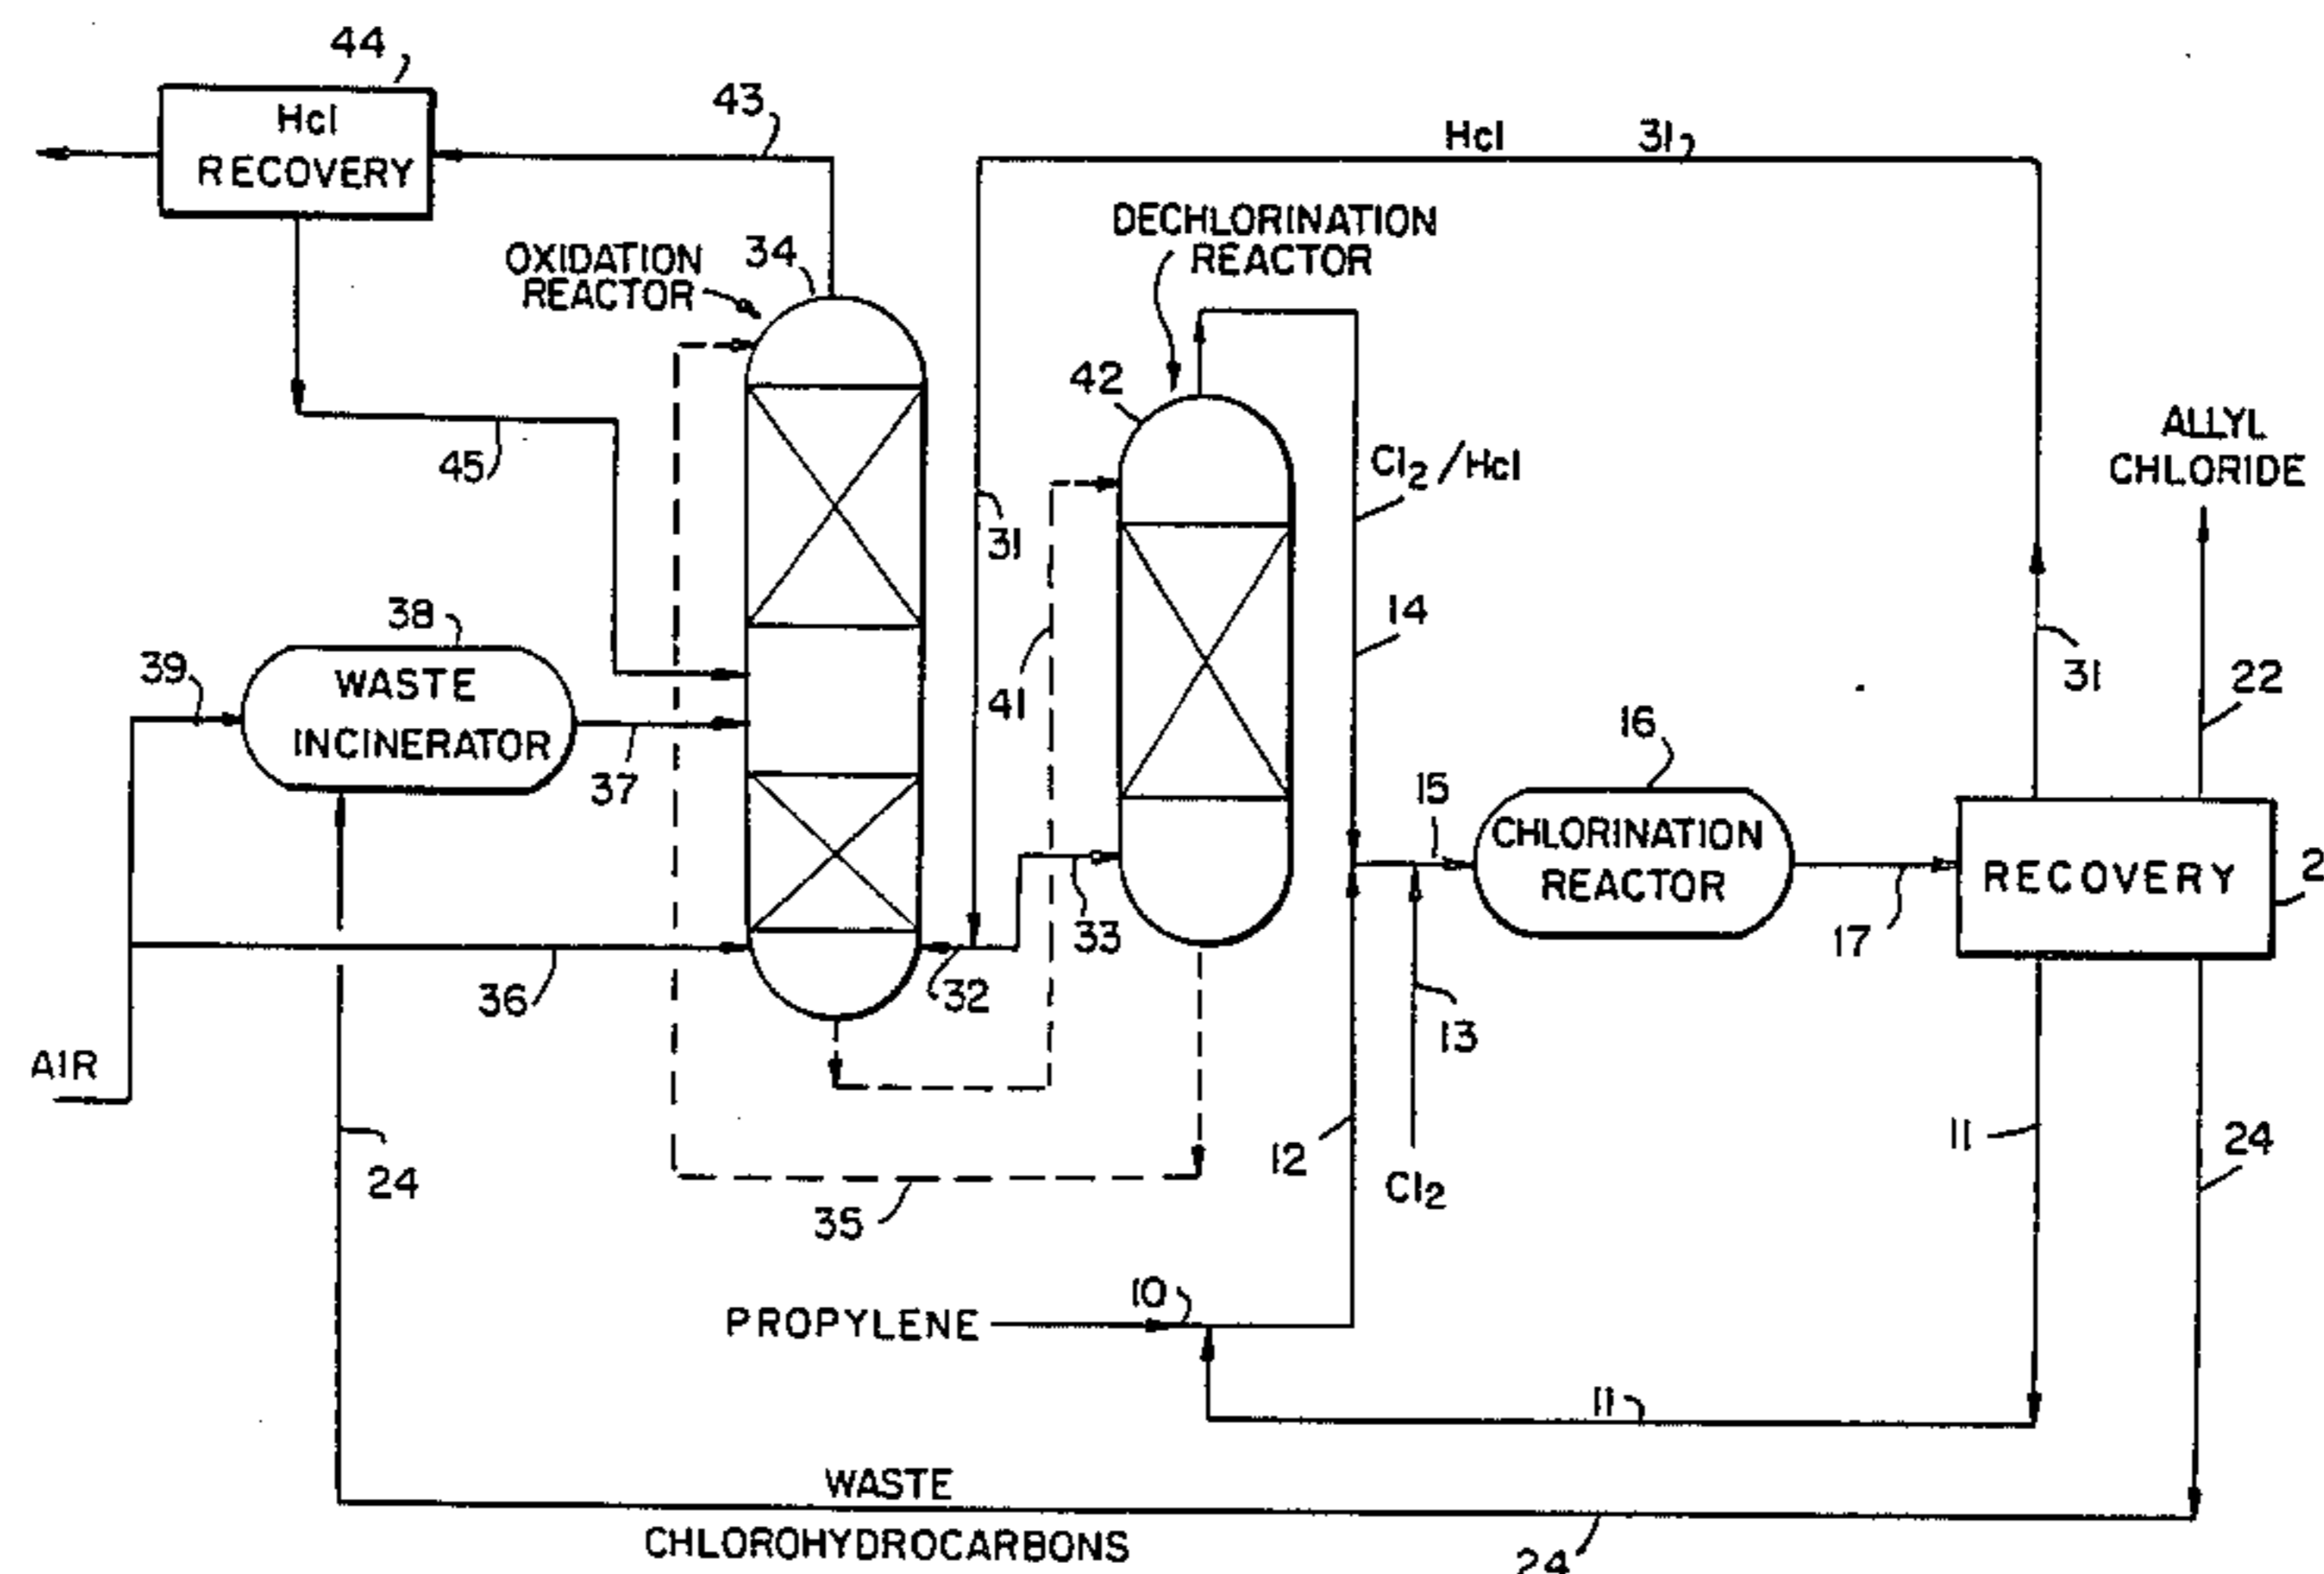 44
HCl
RECOVERY
43
HCl
31
DECHLORINATION
REACTOR
OXIDATION
REACTOR
34
42
ALLYL
CHLORIDE
45
Cl2/HCl
31
14
38
39
WASTE
INCINERATOR
37
41
31
22
16
15
CHLORINATION
REACTOR
RECOVERY
2
17
33
32
36
13
AIR
24
12
Cl2
11
24
35
10
PROPYLENE
11
WASTE
CHLOROHYDROCARBONS
24